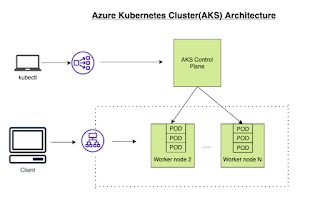 Azure Kubernetes Cluster(AKS) Architecture
kubectl
AKS Control
Plane
POD
POD
POD
Worker node 2
.....
POD
POD
POD
Worker node N
Client